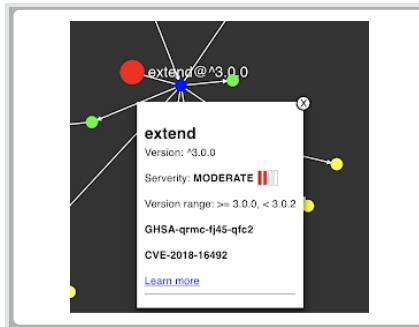 extend@^3.0.0
X
extend
Version: ^3.0.0
Serverity: MODERATE
Version range: >= 3.0.0, < 3.0.2
GHSA-qrmc-fj45-qfc2
CVE-2018-16492
Learn more